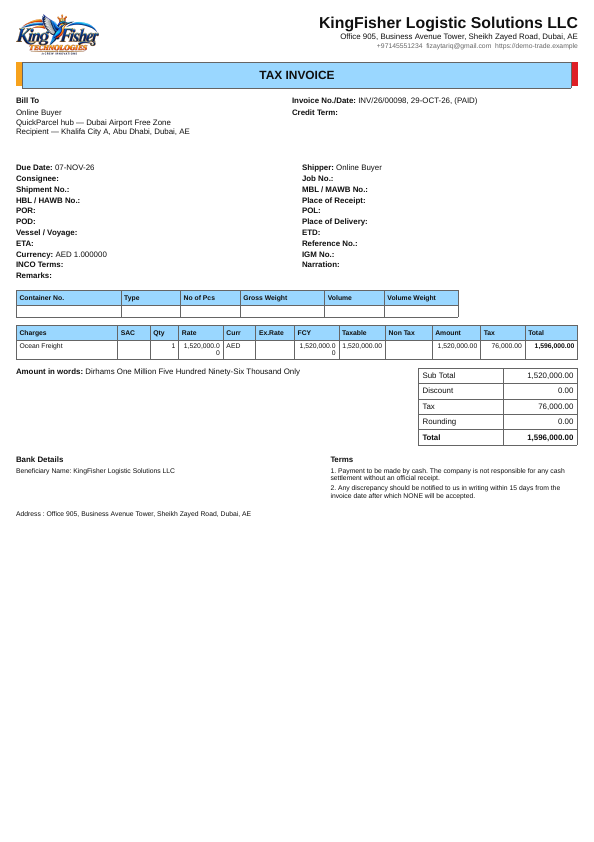 King Fisher
TECHNOLOGIES
KingFisher Logistic Solutions LLC
Office 905, Business Avenue Tower, Sheikh Zayed Road, Dubai, AE
+97145551234 fizaytariq@gmail.com https://demo-trade.example
TAX INVOICE
Bill To
Online Buyer
QuickParcel hub — Dubai Airport Free Zone
Recipient — Khalifa City A, Abu Dhabi, Dubai, AE
Invoice No./Date: INV/26/00098, 29-OCT-26, (PAID)
Credit Term:
Due Date: 07-NOV-26
Consignee:
Shipment No.:
HBL / HAWB No.:
POR:
POD:
Vessel / Voyage:
ETA:
Currency: AED 1.000000
INCO Terms:
Remarks:
Shipper: Online Buyer
Job No.:
MBL / MAWB No.:
Place of Receipt:
POL:
Place of Delivery:
ETD:
Reference No.:
IGM No.:
Narration:
Container No. Type No of Pcs Gross Weight Volume Volume Weight
Charges SAC Qty Rate Curr Ex.Rate FCY Taxable Non Tax Amount Tax Total
Ocean Freight 1 1,520,000.00 AED 1,520,000.00 1,520,000.00 1,520,000.00 76,000.00 1,596,000.00
Amount in words: Dirhams One Million Five Hundred Ninety-Six Thousand Only
Sub Total 1,520,000.00
Discount 0.00
Tax 76,000.00
Rounding 0.00
Total 1,596,000.00
Bank Details
Beneficiary Name: KingFisher Logistic Solutions LLC
Terms
1. Payment to be made by cash. The company is not responsible for any cash
settlement without an official receipt.
2. Any discrepancy should be notified to us in writing within 15 days from the
invoice date after which NONE will be accepted.
Address : Office 905, Business Avenue Tower, Sheikh Zayed Road, Dubai, AE